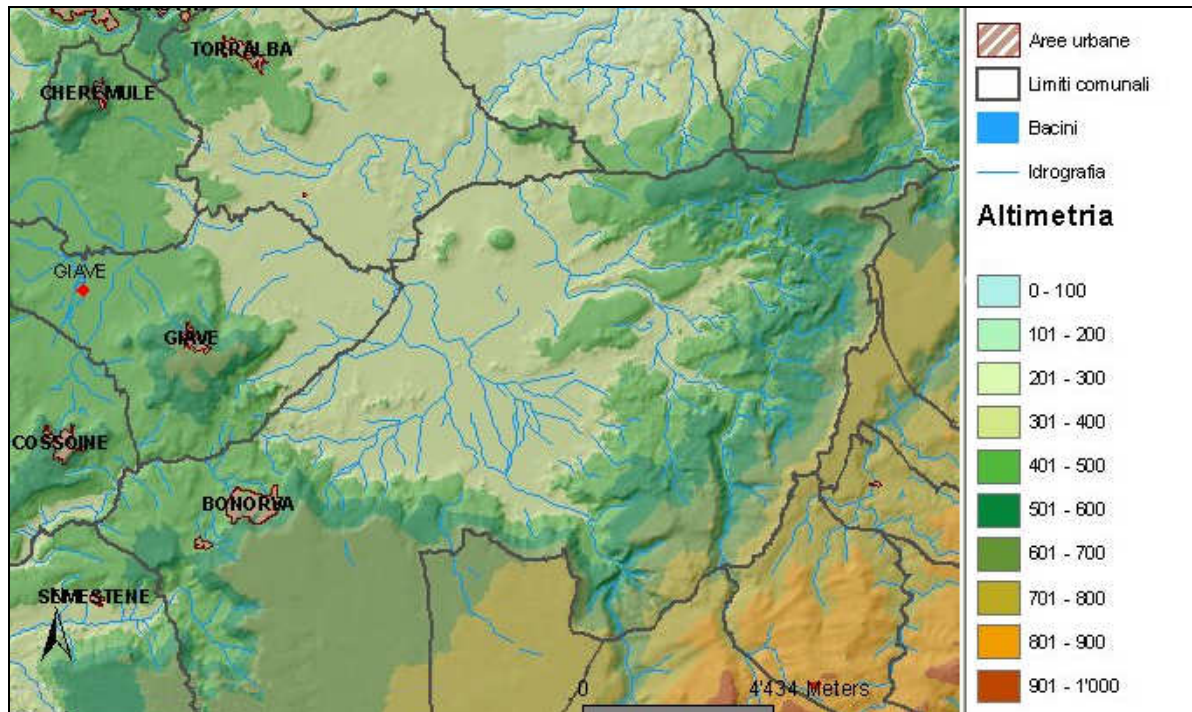 TORRALBA
CHEREMULE
GIAVE
GIAVE
COSSOINE
BONORVA
SEMESTENE
0 4'434 Meters
Aree urbane
Limiti comunali
Bacini
Idrografia
Altimetria
0 - 100
101 - 200
201 - 300
301 - 400
401 - 500
501 - 600
601 - 700
701 - 800
801 - 900
901 - 1'000